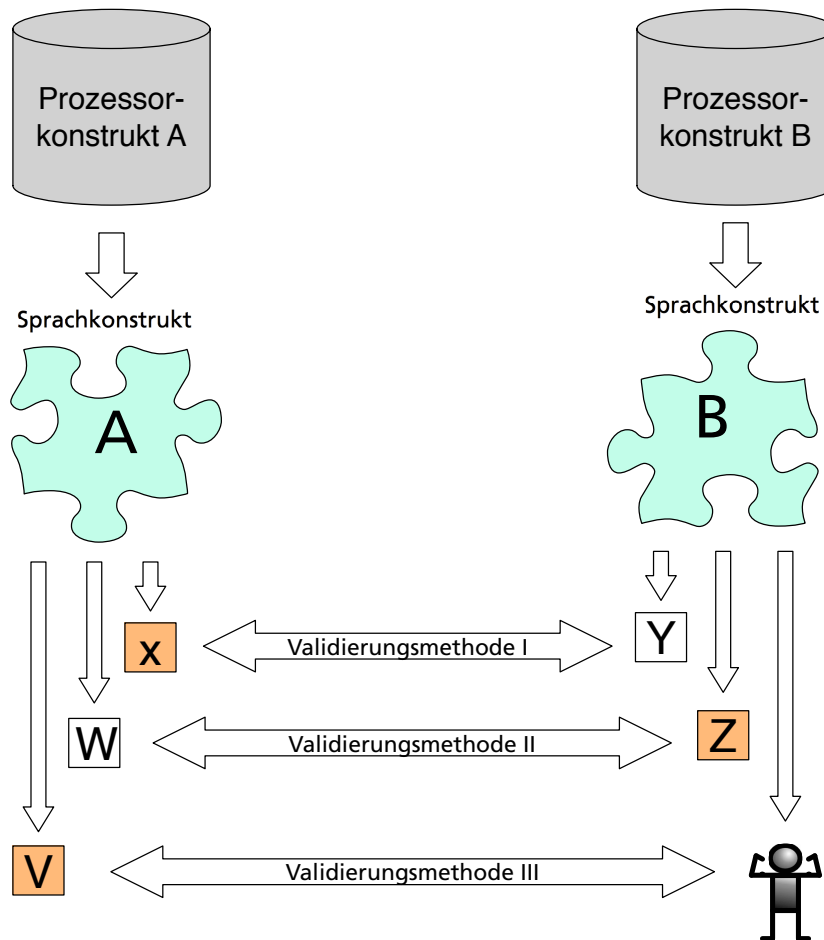 Prozessor-
konstrukt A
Prozessor-
konstrukt B
Sprachkonstrukt
Sprachkonstrukt
A
B
x
Validierungsmethode I
Y
W
Validierungsmethode II
Z
V
Validierungsmethode III